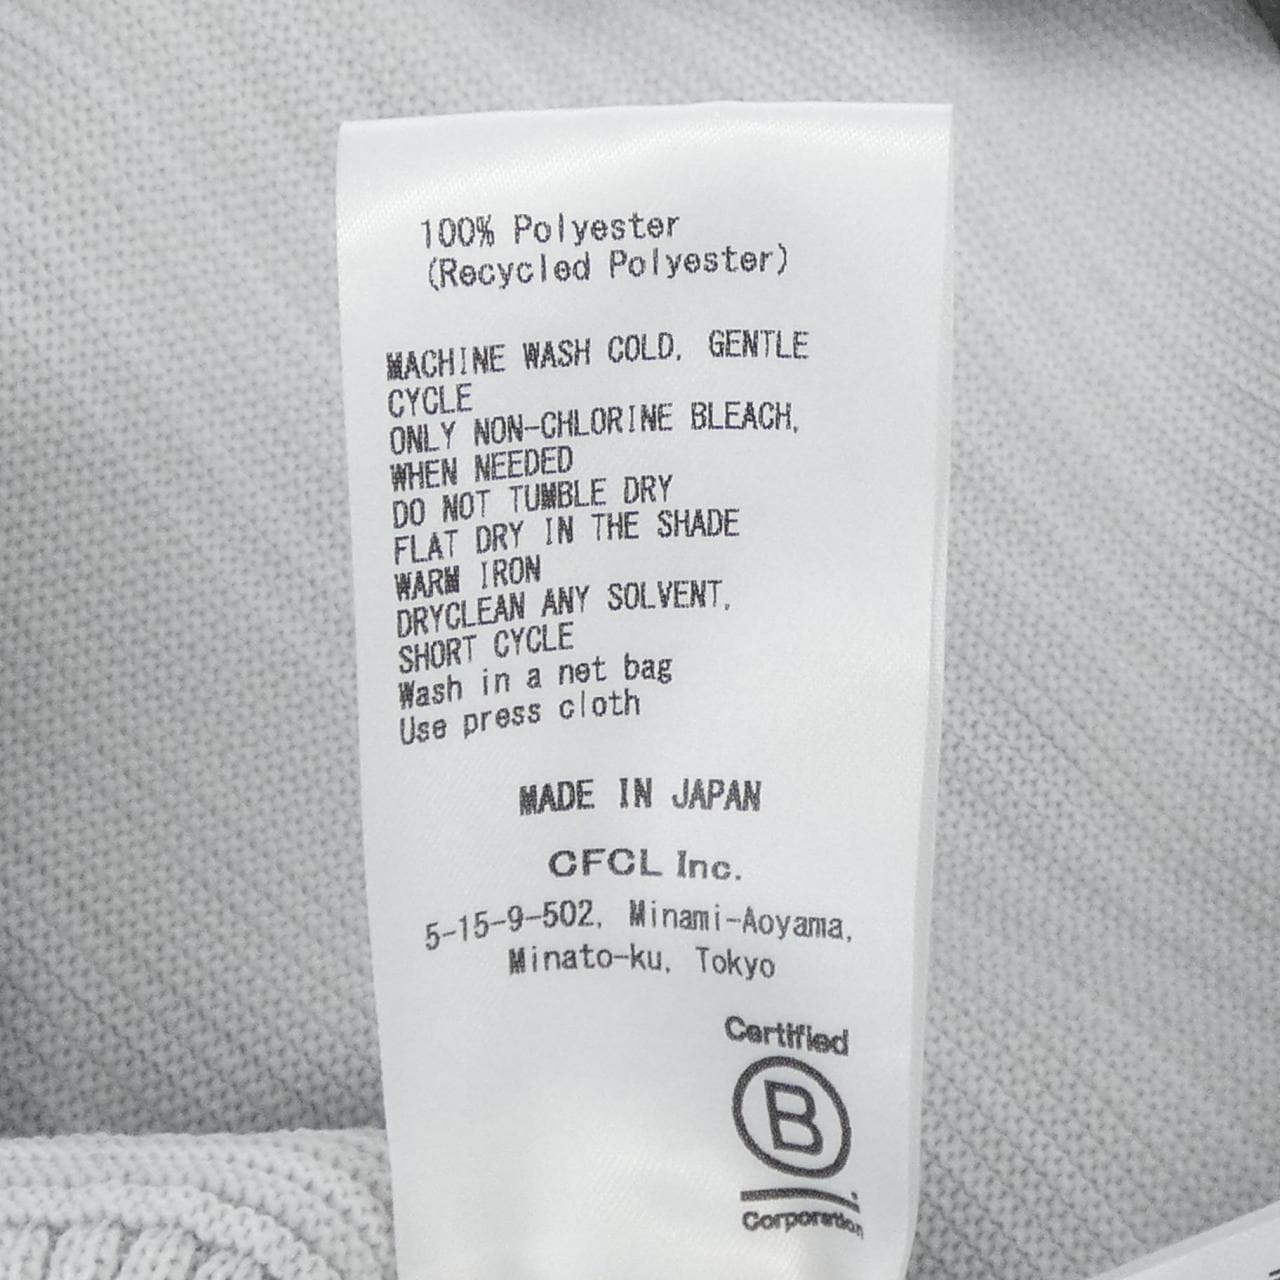 100% Polyester
(Recycled Polyester)
MACHINE WASH COLD, GENTLE
CYCLE
ONLY NON-CHLORINE BLEACH,
WHEN NEEDED
DO NOT TUMBLE DRY
FLAT DRY IN THE SHADE
WARM IRON
DRYCLEAN ANY SOLVENT,
SHORT CYCLE
Wash in a net bag
Use press cloth
MADE IN JAPAN
CFCL Inc.
5-15-9-502, Minami-Aoyama,
Minato-ku, Tokyo
Certified
B
Corporation